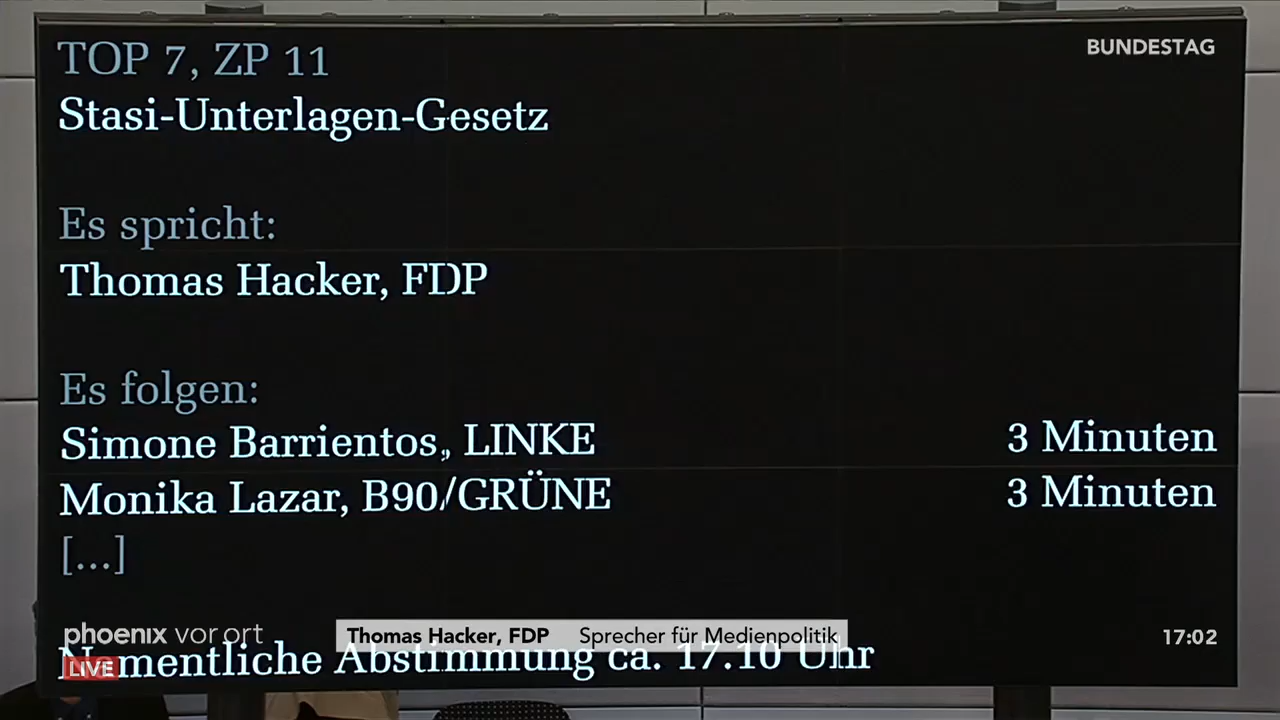 TOP 7, ZP 11
BUNDESTAG
Stasi-Unterlagen-Gesetz
Es spricht:
Thomas Hacker, FDP
Es folgen:
Simone Barrientos, LINKE 3 Minuten
Monika Lazar, B90/GRÜNE 3 Minuten
[...]
phoenix vor ort
Thomas Hacker, FDP Sprecher für Medienpolitik
17:02
LIVE
Namentliche Abstimmung ca. 17.10 Uhr